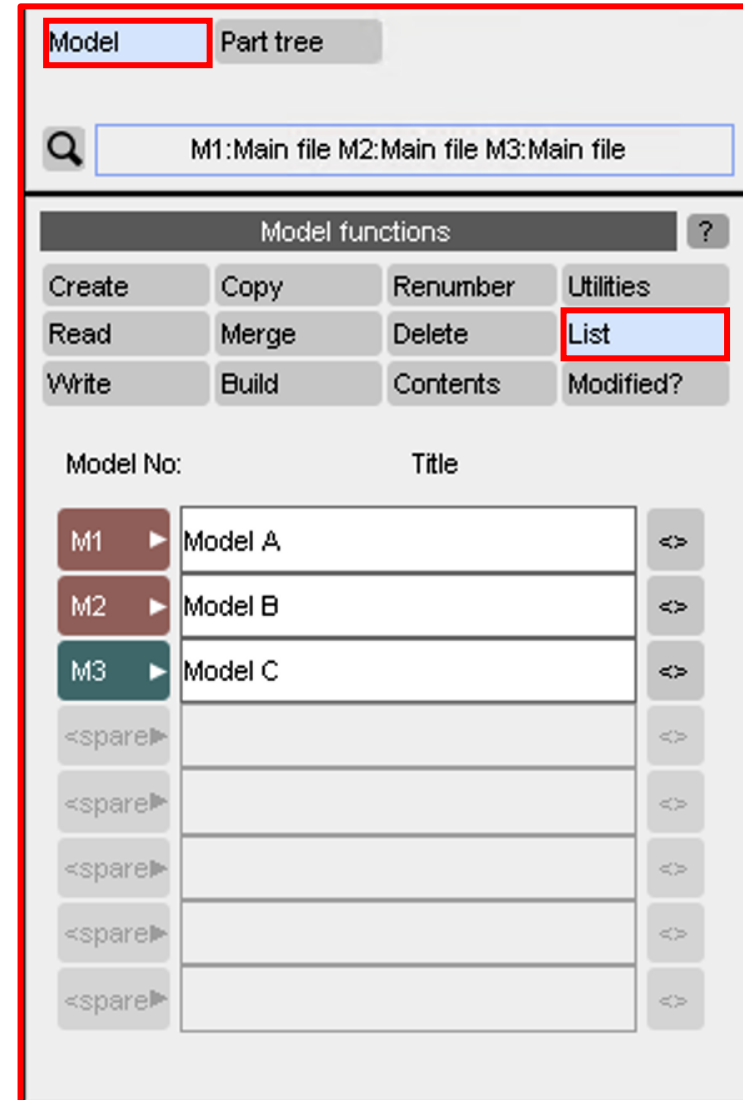 Model Part tree
M1:Main file M2:Main file M3:Main file
Model functions ?
Create Copy Renumber Utilities
Read Merge Delete List
Write Build Contents Modified?
Model No: Title
M1 Model A <>
M2 Model B <>
M3 Model C <>
<spare <>
<spare <>
<spare <>
<spare <>
<spare <>